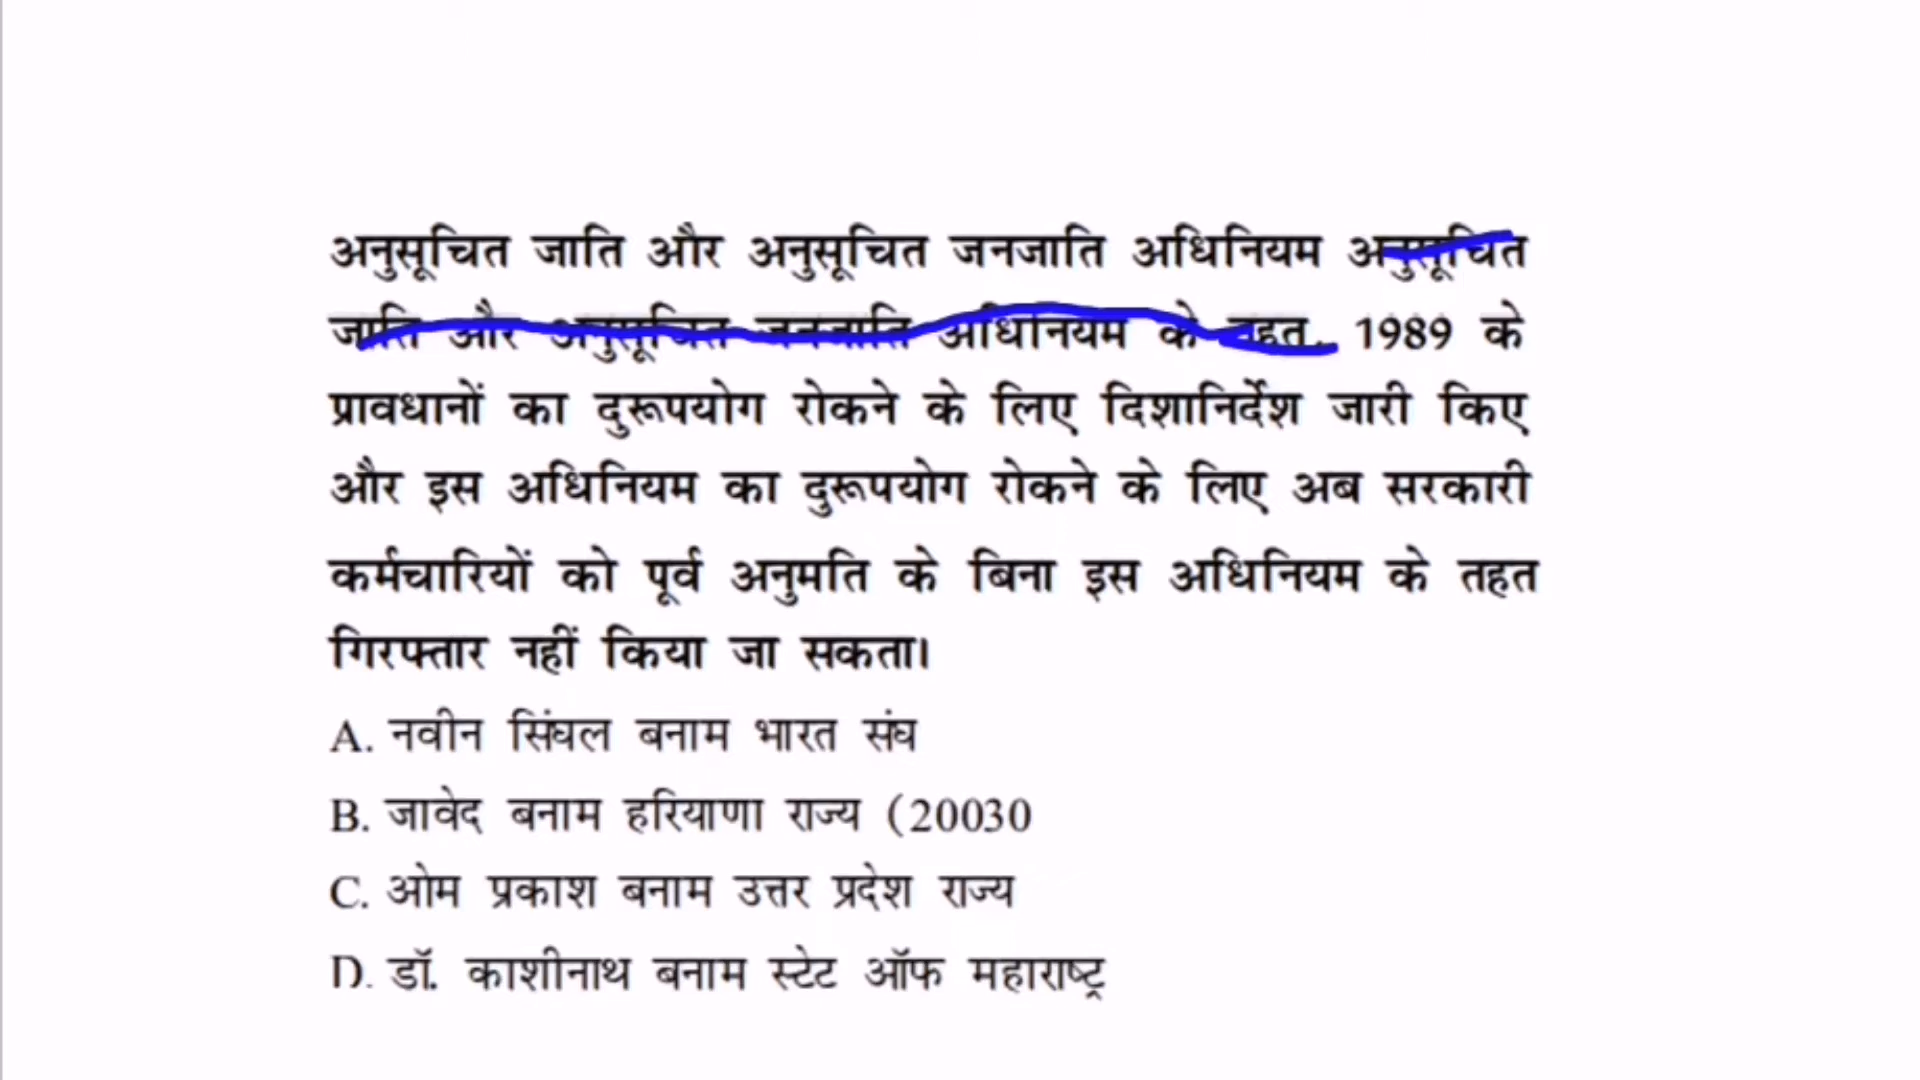 अनुसूचित जाति और अनुसूचित जनजाति अधिनियम अनुसूचित
जाति और अनुसूचित जनजाति अधिनियम के तहत, 1989 के
प्रावधानों का दुरूपयोग रोकने के लिए दिशानिर्देश जारी किए
और इस अधिनियम का दुरूपयोग रोकने के लिए अब सरकारी
कर्मचारियों को पूर्व अनुमति के बिना इस अधिनियम के तहत
गिरफ्तार नहीं किया जा सकता।
A. नवीन सिंघल बनाम भारत संघ
B. जावेद बनाम हरियाणा राज्य (20030
C. ओम प्रकाश बनाम उत्तर प्रदेश राज्य
D. डॉ. काशीनाथ बनाम स्टेट ऑफ महाराष्ट्र